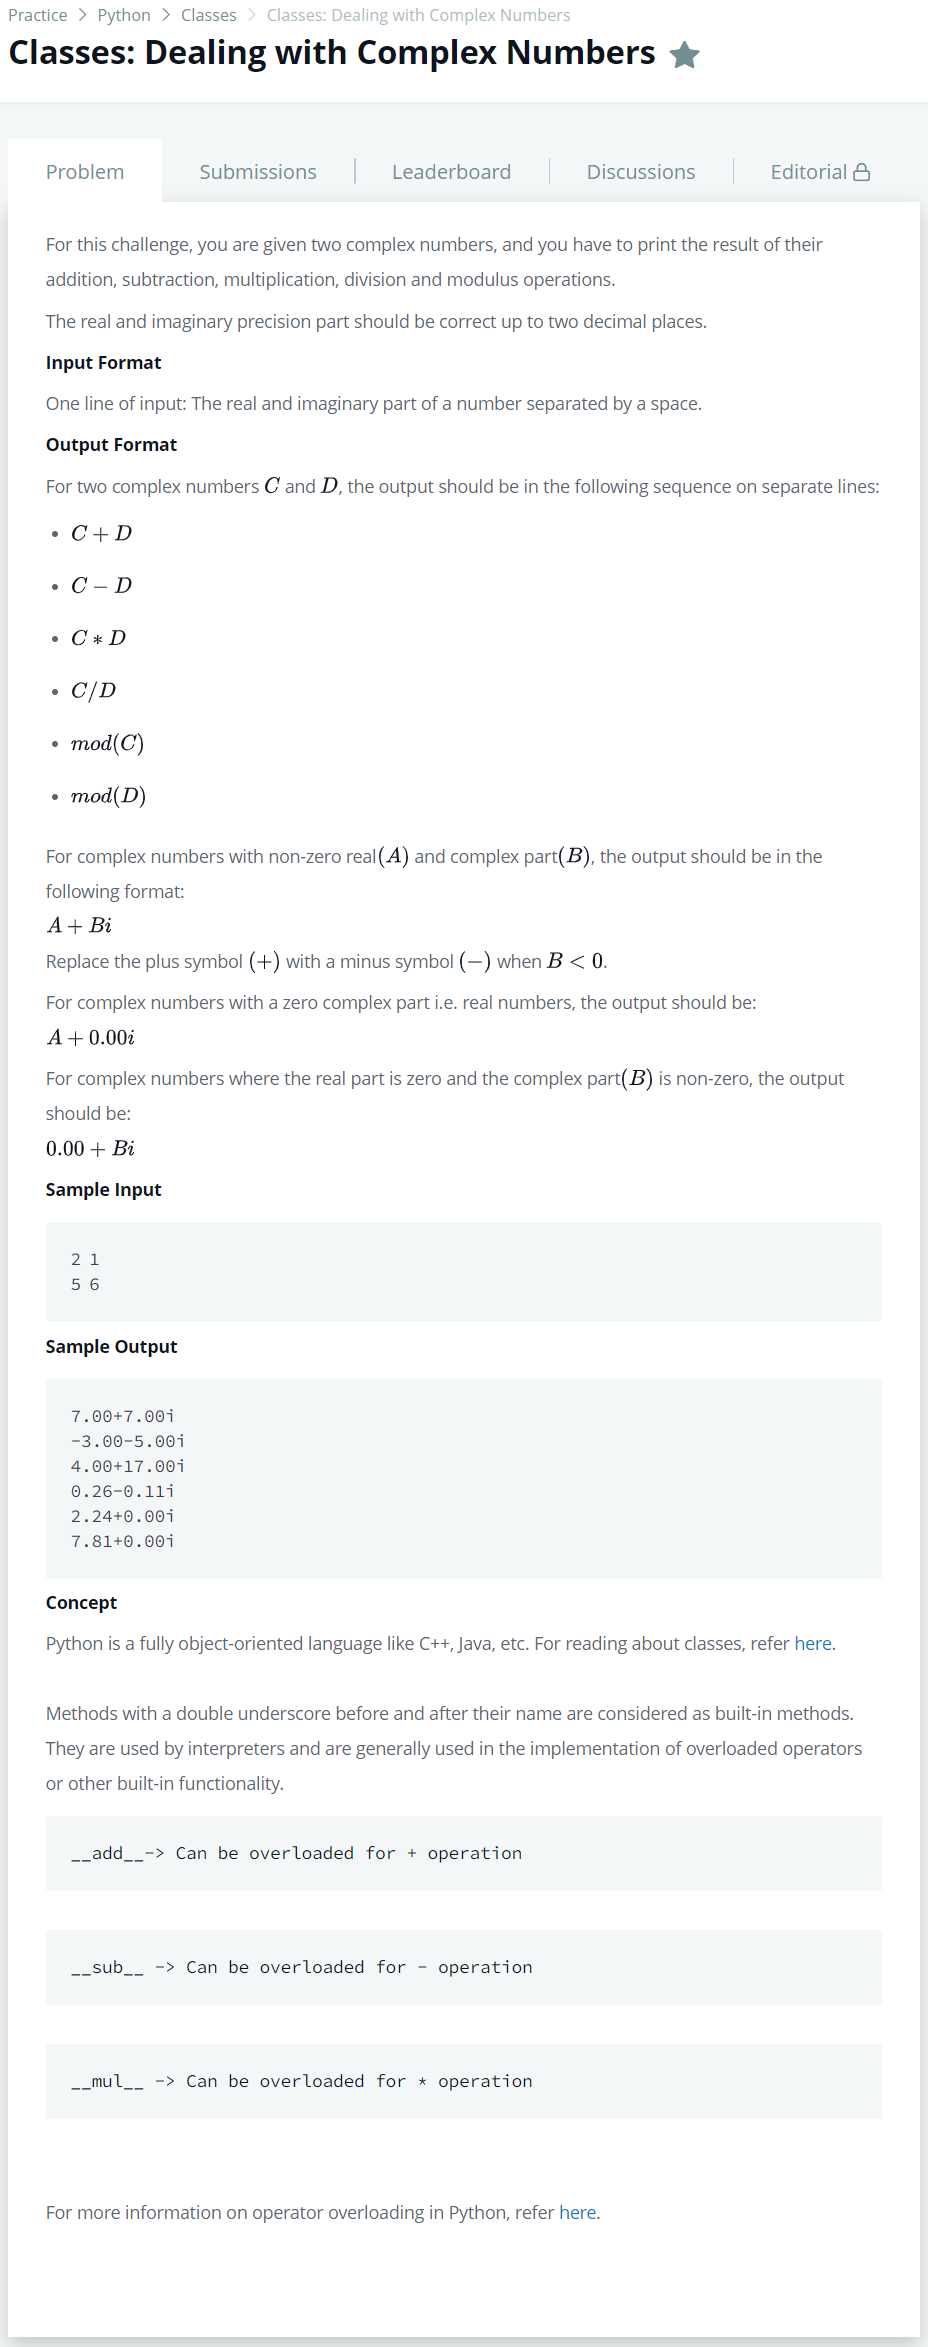 Practice > Python > Classes > Classes: Dealing with Complex Numbers
Classes: Dealing with Complex Numbers
Problem
Submissions
Leaderboard
Discussions
Editorial
For this challenge, you are given two complex numbers, and you have to print the result of their
addition, subtraction, multiplication, division and modulus operations.
The real and imaginary precision part should be correct up to two decimal places.
Input Format
One line of input: The real and imaginary part of a number separated by a space.
Output Format
For two complex numbers C and D, the output should be in the following sequence on separate lines:
• C + D
• C − D
• C * D
• C/D
• mod(C)
• mod(D)
For complex numbers with non-zero real(A) and complex part(B), the output should be in the
following format:
A + Bi
Replace the plus symbol (+) with a minus symbol (−) when B < 0.
For complex numbers with a zero complex part i.e. real numbers, the output should be:
A + 0.00i
For complex numbers where the real part is zero and the complex part(B) is non-zero, the output
should be:
0.00 + Bi
Sample Input
2 1
5 6
Sample Output
7.00+7.00i
-3.00-5.00i
4.00+17.00i
0.26-0.11i
2.24+0.00i
7.81+0.00i
Concept
Python is a fully object-oriented language like C++, Java, etc. For reading about classes, refer here.
Methods with a double underscore before and after their name are considered as built-in methods.
They are used by interpreters and are generally used in the implementation of overloaded operators
or other built-in functionality.
__add__-> Can be overloaded for + operation
__sub__ -> Can be overloaded for - operation
__mul__ -> Can be overloaded for * operation
For more information on operator overloading in Python, refer here.